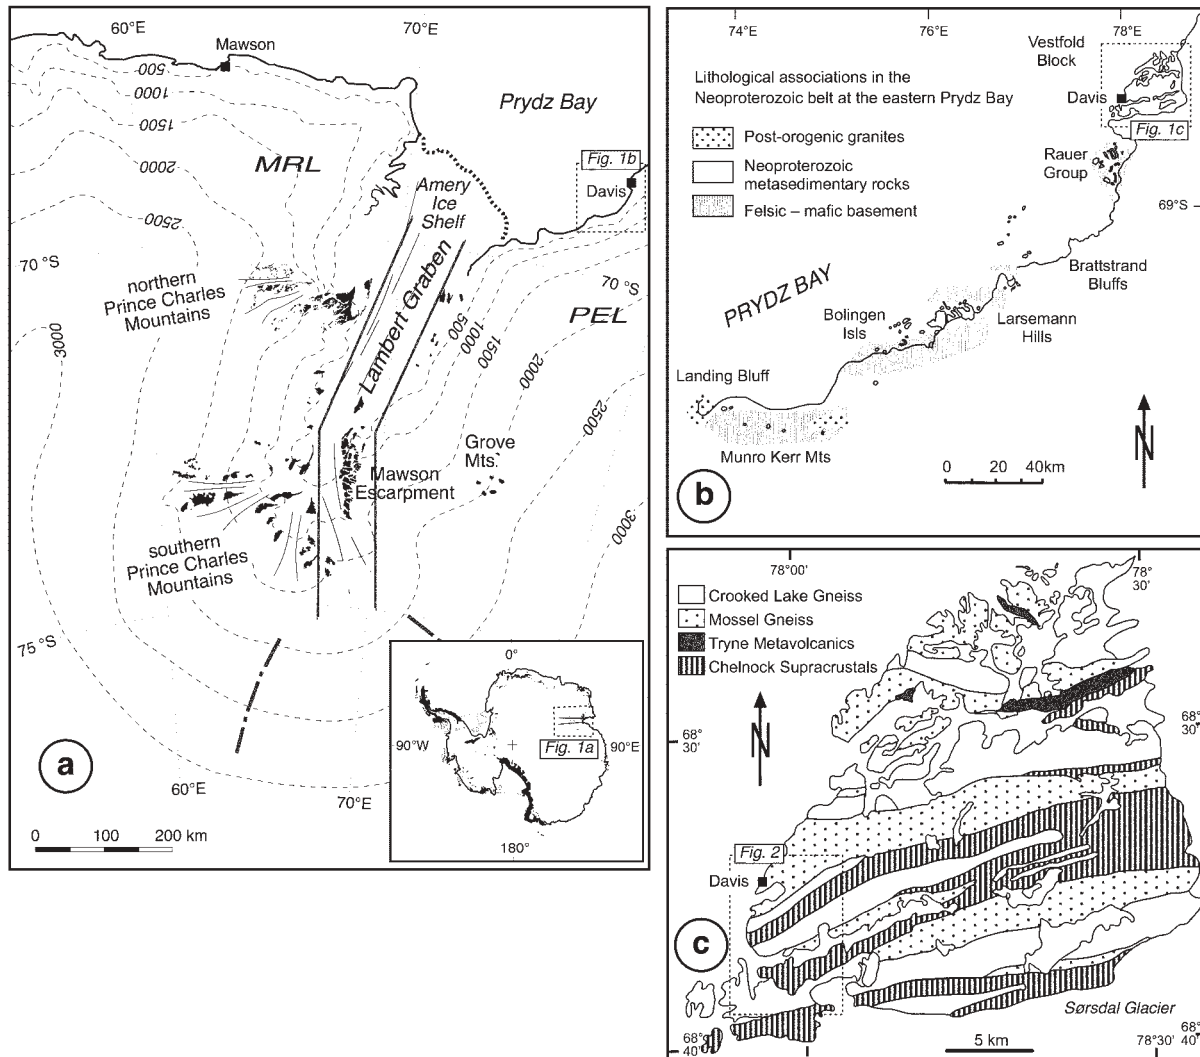 60°E
70°E
Mawson
500
1000
1500
2000
2500
3000
MRL
Prydz Bay
Fig. 1b
Davis
Amery
Ice
Shelf
70 °S
northern
Prince Charles
Mountains
Lambert Graben
70 °S
PEL
500
1000
1500
2000
2500
3000
Grove
Mts.
Mawson
Escarpment
southern
Prince Charles
Mountains
75 °S
a
60°E
70°E
0 100 200 km
0°
90°W
90°E
Fig. 1a
180°
74°E
76°E
78°E
Vestfold
Block
Lithological associations in the
Neoproterozoic belt at the eastern Prydz Bay
Davis
Fig. 1c
Post-orogenic granites
Neoproterozoic
metasedimentary rocks
Felsic – mafic basement
Rauer
Group
69°S
PRYDZ BAY
Brattstrand
Bluffs
Bolingen
Isls
Larsemann
Hills
Landing Bluff
Munro Kerr Mts
N
b
0 20 40km
78°00'
78°
30'
Crooked Lake Gneiss
Mossel Gneiss
Tryne Metavolcanics
Chelnock Supracrustals
N
68°
30'
68°
30'
Fig. 2
Davis
c
Sørsdal Glacier
68°
40'
5 km
78°30'
68°
40'